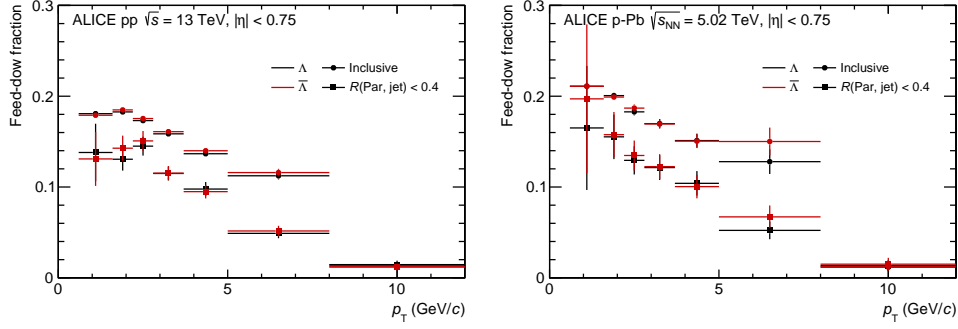 ALICE pp √s = 13 TeV, |η| < 0.75
Feed-dow fraction
Λ Inclusive
Λ̅ R(Par, jet) < 0.4
0.3
0.2
0.1
0
0 5 10
p_T (GeV/c)
ALICE p-Pb √s_NN = 5.02 TeV, |η| < 0.75
Feed-dow fraction
Λ Inclusive
Λ̅ R(Par, jet) < 0.4
0.3
0.2
0.1
0
0 5 10
p_T (GeV/c)